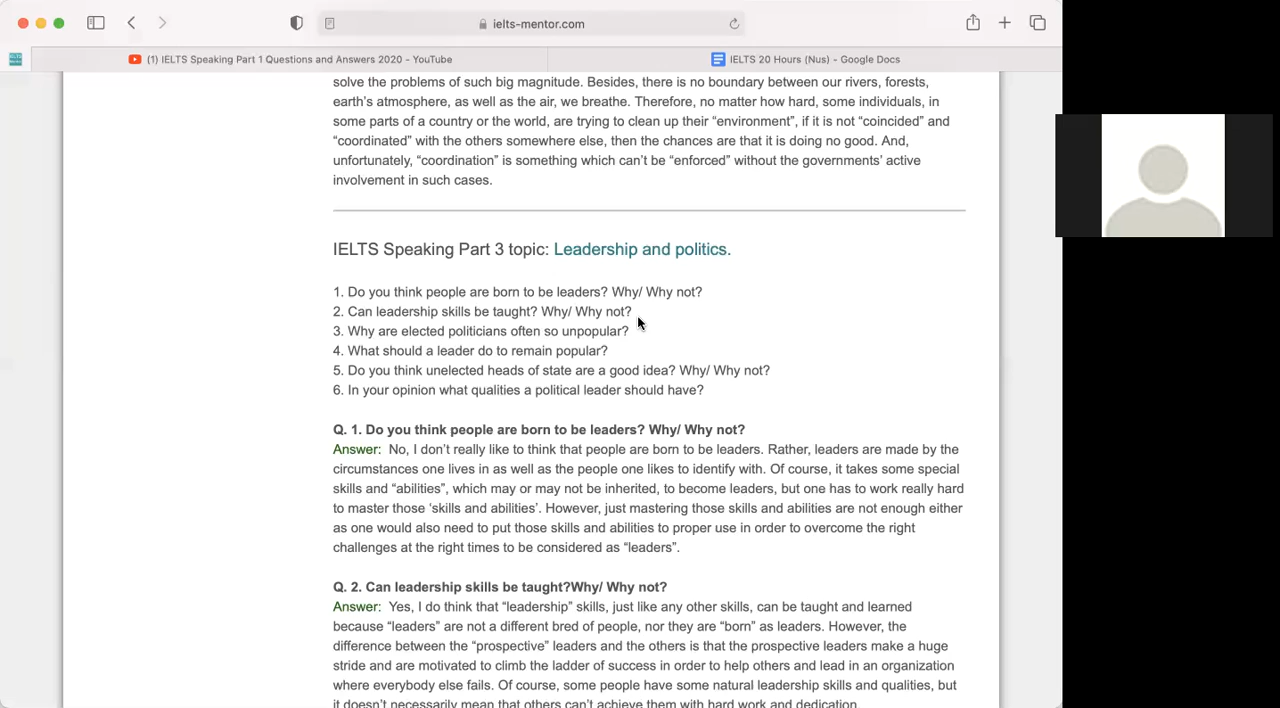 ielts-mentor.com
(1) IELTS Speaking Part 1 Questions and Answers 2020 - YouTube
IELTS 20 Hours (Nus) - Google Docs
solve the problems of such big magnitude. Besides, there is no boundary between our rivers, forests,
earth's atmosphere, as well as the air, we breathe. Therefore, no matter how hard, some individuals, in
some parts of a country or the world, are trying to clean up their “environment”, if it is not “coincided” and
“coordinated” with the others somewhere else, then the chances are that it is doing no good. And,
unfortunately, “coordination” is something which can’t be “enforced” without the governments’ active
involvement in such cases.
IELTS Speaking Part 3 topic: Leadership and politics.
1. Do you think people are born to be leaders? Why/ Why not?
2. Can leadership skills be taught? Why/ Why not?
3. Why are elected politicians often so unpopular?
4. What should a leader do to remain popular?
5. Do you think unelected heads of state are a good idea? Why/ Why not?
6. In your opinion what qualities a political leader should have?
Q. 1. Do you think people are born to be leaders? Why/ Why not?
Answer: No, I don’t really like to think that people are born to be leaders. Rather, leaders are made by the
circumstances one lives in as well as the people one likes to identify with. Of course, it takes some special
skills and “abilities”, which may or may not be inherited, to become leaders, but one has to work really hard
to master those ‘skills and abilities’. However, just mastering those skills and abilities are not enough either
as one would also need to put those skills and abilities to proper use in order to overcome the right
challenges at the right times to be considered as “leaders”.
Q. 2. Can leadership skills be taught?Why/ Why not?
Answer: Yes, I do think that “leadership” skills, just like any other skills, can be taught and learned
because “leaders” are not a different bred of people, nor they are “born” as leaders. However, the
difference between the “prospective” leaders and the others is that the prospective leaders make a huge
stride and are motivated to climb the ladder of success in order to help others and lead in an organization
where everybody else fails. Of course, some people have some natural leadership skills and qualities, but
it doesn’t necessarily mean that others can’t achieve them with hard work and dedication.